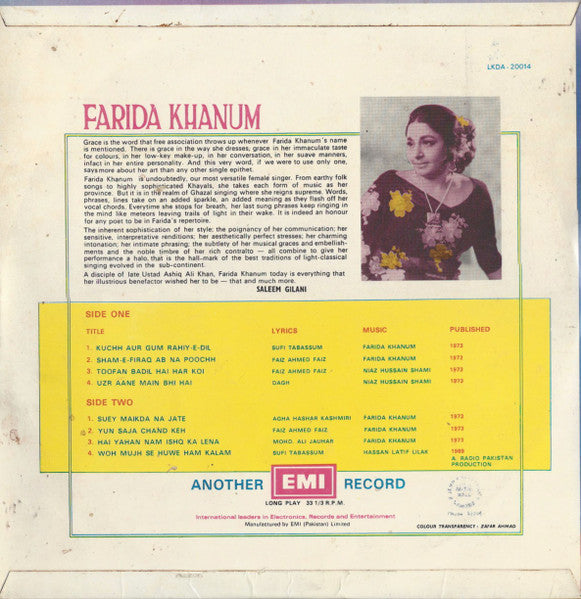 LKDA - 20014
FARIDA KHANUM
Grace is the word that free association throws up whenever Farida Khanum's name
is mentioned. There is grace in the way she dresses; grace in her immaculate taste
for colours, in her low-key make-up, in her conversation, in her suave manners,
infact in her entire personality. And this very word, if we were to use only one,
says more about her art than any other single epithet.
Farida Khanum is undoubtedly, our most versatile female singer. From earthy folk
songs to highly sophisticated Khayals, she takes each form of music as her
province. But it is in the realm of Ghazal singing where she reigns supreme. Words,
phrases, lines take on an added sparkle, an added meaning as they flash off her
vocal chords. Everytime she stops for breath, her last sung phrases keep ringing in
the mind like meteors leaving trails of light in their wake. It is indeed an honour
for any poet to be in Farida's repertoire.
The inherent sophistication of her style; the poignancy of her communication; her
sensitive, interpretive renditions; her aesthetically perfect stresses; her charming
intonation; her intimate phrasing; the subtlety of her musical graces and embellish-
ments and the noble timbre of her rich contralto — all combine to give her
performance a halo, that is the hall-mark of the best traditions of light-classical
singing evolved in the sub-continent.
A disciple of late Ustad Ashiq Ali Khan, Farida Khanum today is everything that
her illustrious benefactor wished her to be — that and much more.
SALEEM GILANI
SIDE ONE
TITLE LYRICS MUSIC PUBLISHED
1. KUCHH AUR GUM RAHIY-E-DIL SUFI TABASSUM FARIDA KHANUM 1973
2. SHAM-E-FIRAQ AB NA POOCHH FAIZ AHMED FAIZ FARIDA KHANUM 1973
3. TOOFAN BADIL HAI HAR KOI FAIZ AHMED FAIZ NIAZ HUSSAIN SHAMI 1973
4. UZR AANE MAIN BHI HAI DAGH NIAZ HUSSAIN SHAMI 1973
SIDE TWO
1. SUEY MAIKDA NA JATE AGHA HASHAR KASHMIRI FARIDA KHANUM 1973
2. YUN SAJA CHAND KEH FAIZ AHMED FAIZ FARIDA KHANUM 1973
3. HAI YAHAN NAM ISHQ KA LENA MOHD. ALI JAUHAR FARIDA KHANUM 1973
4. WOH MUJH SE HUWE HAM KALAM SUFI TABASSUM HASSAN LATIF LILAK 1969
A RADIO PAKISTAN
PRODUCTION
ANOTHER EMI RECORD
LONG PLAY 33 1/3 R.P.M.
International leaders in Electronics, Records and Entertainment
Manufactured by EMI (Pakistan) Limited
COLOUR TRANSPARENCY - ZAFAR AHMAD